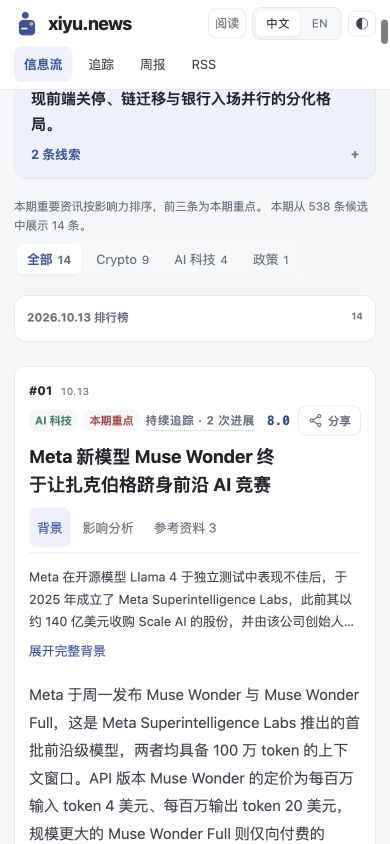 xiyu.news
阅读
中文
EN
信息流
追踪
周报
RSS
现前端关停、链迁移与银行入场并行的分化格
局。
2 条线索
+
本期重要资讯按影响力排序，前三条为本期重点。 本期从 538 条候选
中展示 14 条。
全部 14
Crypto 9
AI 科技 4
政策 1
2026.10.13 排行榜
14
#01 10.13
AI 科技
本期重点
持续追踪 · 2 次进展
8.0
分享
Meta 新模型 Muse Wonder 终
于让扎克伯格跻身前沿 AI 竞赛
背景
影响分析
参考资料 3
Meta 在开源模型 Llama 4 于独立测试中表现不佳后，于
2025 年成立了 Meta Superintelligence Labs，此前其以
约 140 亿美元收购 Scale AI 的股份，并由该公司创始人…
展开完整背景
Meta 于周一发布 Muse Wonder 与 Muse Wonder
Full，这是 Meta Superintelligence Labs 推出的首
批前沿级模型，两者均具备 100 万 token 的上下
文窗口。API 版本 Muse Wonder 的定价为每百万
输入 token 4 美元、每百万输出 token 20 美元，
规模更大的 Muse Wonder Full 则仅向付费的